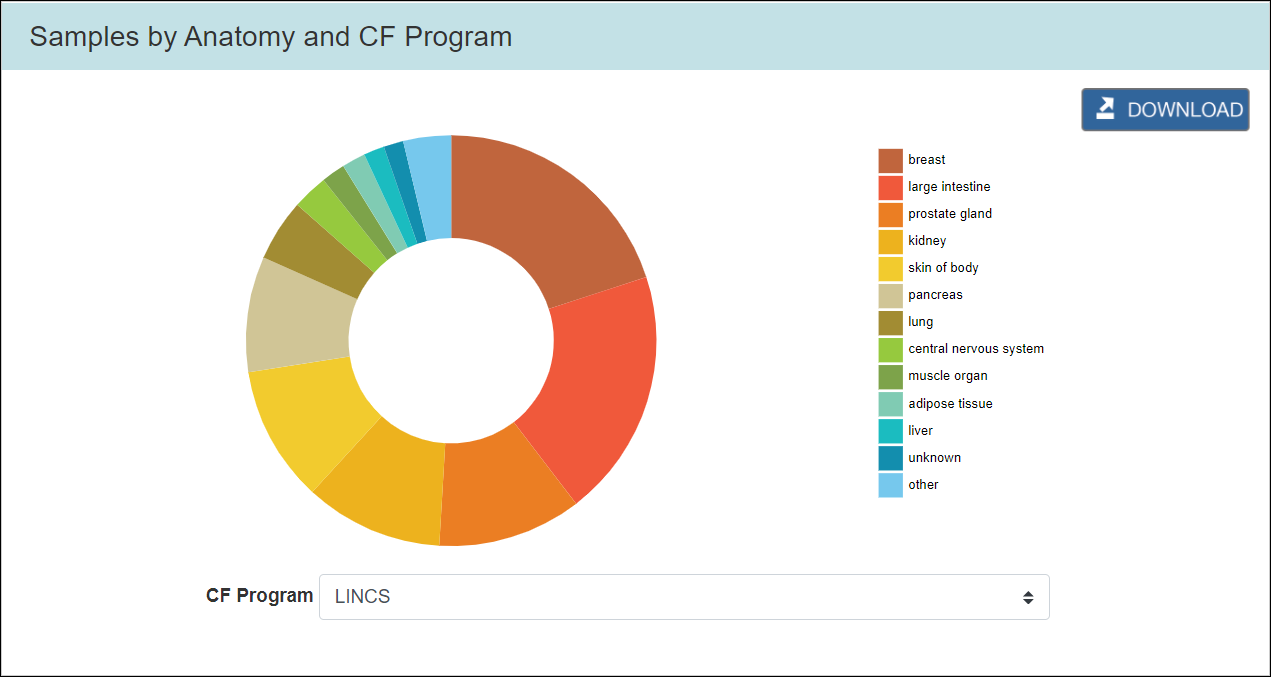 Samples by Anatomy and CF Program
DOWNLOAD
breast
large intestine
prostate gland
kidney
skin of body
pancreas
lung
central nervous system
muscle organ
adipose tissue
liver
unknown
other
CF Program LINCS